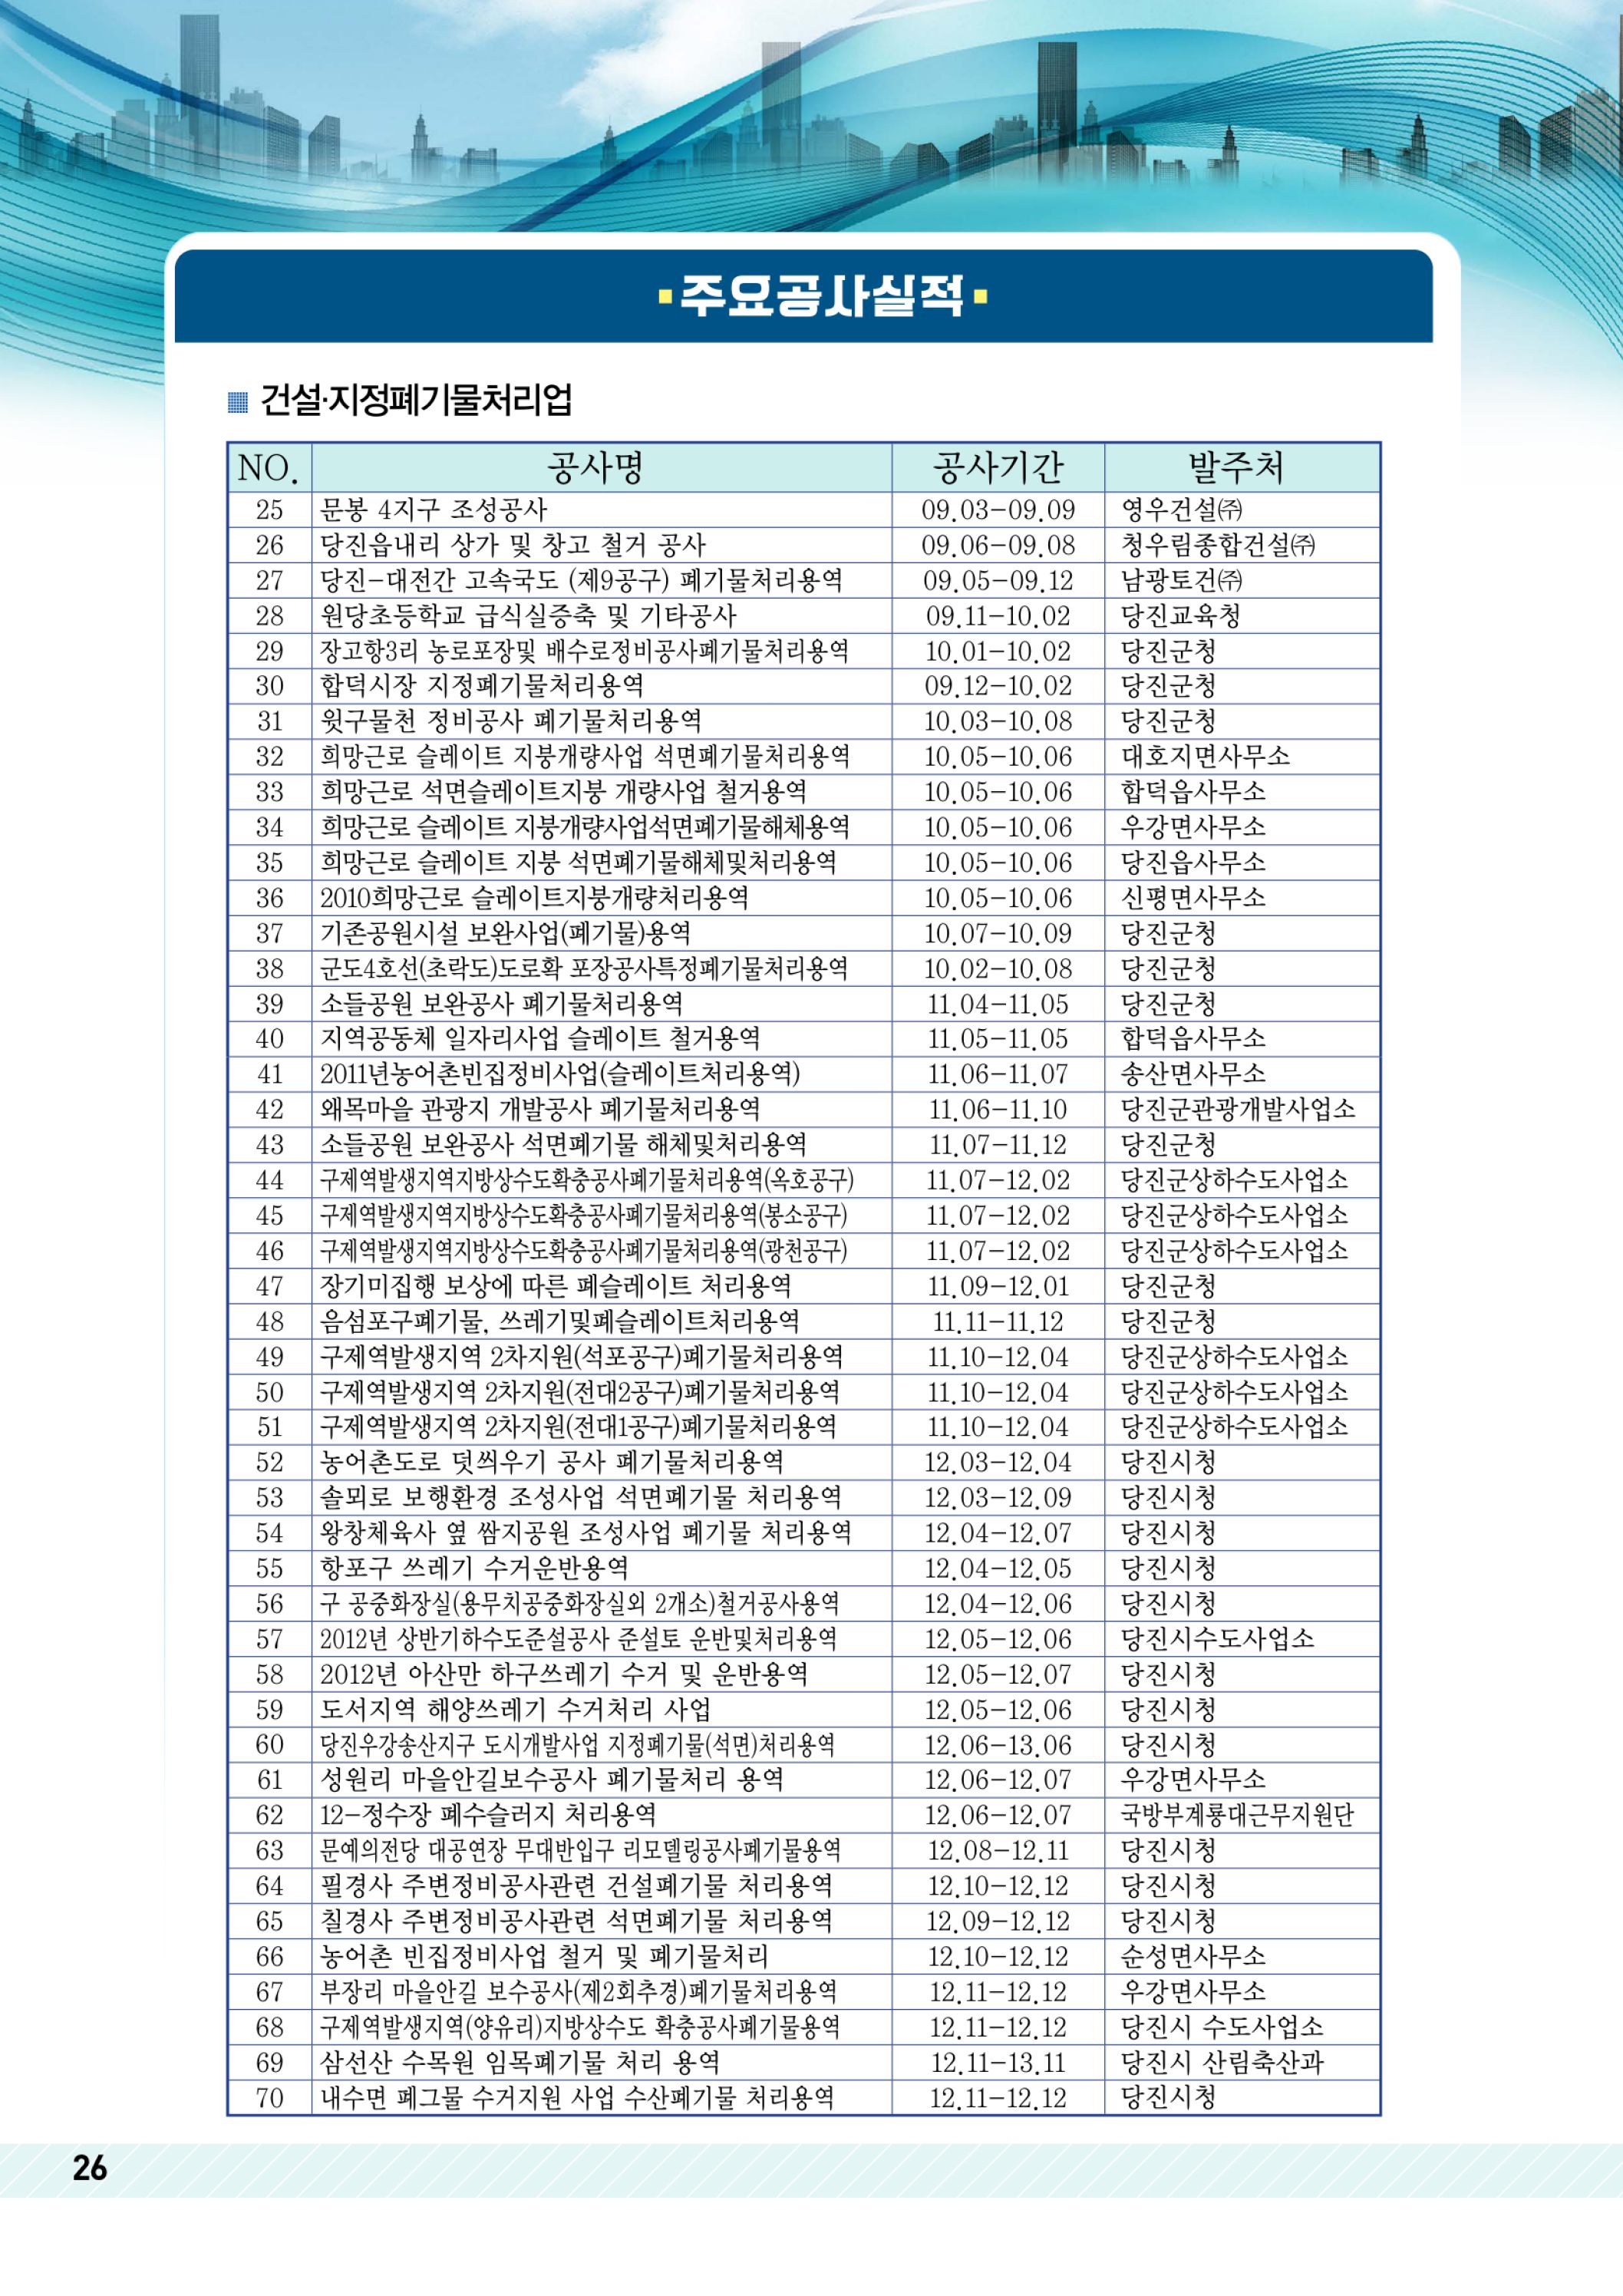 주요공사실적
건설·지정폐기물처리업
NO. 공사명 공사기간 발주처
25 문봉 4지구 조성공사 09.03-09.09 영우건설㈜
26 당진읍내리 상가 및 창고 철거 공사 09.06-09.08 청우림종합건설㈜
27 당진-대전간 고속국도 (제9공구) 폐기물처리용역 09.05-09.12 남광토건㈜
28 원당초등학교 급식실증축 및 기타공사 09.11-10.02 당진교육청
29 장고항3리 농로포장및 배수로정비공사폐기물처리용역 10.01-10.02 당진군청
30 합덕시장 지정폐기물처리용역 09.12-10.02 당진군청
31 윗구물천 정비공사 폐기물처리용역 10.03-10.08 당진군청
32 희망근로 슬레이트 지붕개량사업 석면폐기물처리용역 10.05-10.06 대호지면사무소
33 희망근로 석면슬레이트지붕 개량사업 철거용역 10.05-10.06 합덕읍사무소
34 희망근로 슬레이트 지붕개량사업석면폐기물해체용역 10.05-10.06 우강면사무소
35 희망근로 슬레이트 지붕 석면폐기물해체및처리용역 10.05-10.06 당진읍사무소
36 2010희망근로 슬레이트지붕개량처리용역 10.05-10.06 신평면사무소
37 기존공원시설 보완사업(폐기물)용역 10.07-10.09 당진군청
38 군도4호선(초락도)도로확 포장공사특정폐기물처리용역 10.02-10.08 당진군청
39 소들공원 보완공사 폐기물처리용역 11.04-11.05 당진군청
40 지역공동체 일자리사업 슬레이트 철거용역 11.05-11.05 합덕읍사무소
41 2011년농어촌빈집정비사업(슬레이트처리용역) 11.06-11.07 송산면사무소
42 왜목마을 관광지 개발공사 폐기물처리용역 11.06-11.10 당진군관광개발사업소
43 소들공원 보완공사 석면폐기물 해체및처리용역 11.07-11.12 당진군청
44 구제역발생지역지방상수도확충공사폐기물처리용역(옥호공구) 11.07-12.02 당진군상하수도사업소
45 구제역발생지역지방상수도확충공사폐기물처리용역(봉소공구) 11.07-12.02 당진군상하수도사업소
46 구제역발생지역지방상수도확충공사폐기물처리용역(광천공구) 11.07-12.02 당진군상하수도사업소
47 장기미집행 보상에 따른 폐슬레이트 처리용역 11.09-12.01 당진군청
48 음섬포구폐기물, 쓰레기및폐슬레이트처리용역 11.11-11.12 당진군청
49 구제역발생지역 2차지원(석포공구)폐기물처리용역 11.10-12.04 당진군상하수도사업소
50 구제역발생지역 2차지원(전대2공구)폐기물처리용역 11.10-12.04 당진군상하수도사업소
51 구제역발생지역 2차지원(전대1공구)폐기물처리용역 11.10-12.04 당진군상하수도사업소
52 농어촌도로 덧씌우기 공사 폐기물처리용역 12.03-12.04 당진시청
53 솔뫼로 보행환경 조성사업 석면폐기물 처리용역 12.03-12.09 당진시청
54 왕창체육사 옆 쌈지공원 조성사업 폐기물 처리용역 12.04-12.07 당진시청
55 항포구 쓰레기 수거운반용역 12.04-12.05 당진시청
56 구 공중화장실(용무치공중화장실외 2개소)철거공사용역 12.04-12.06 당진시청
57 2012년 상반기하수도준설공사 준설토 운반및처리용역 12.05-12.06 당진시수도사업소
58 2012년 아산만 하구쓰레기 수거 및 운반용역 12.05-12.07 당진시청
59 도서지역 해양쓰레기 수거처리 사업 12.05-12.06 당진시청
60 당진우강송산지구 도시개발사업 지정폐기물(석면)처리용역 12.06-13.06 당진시청
61 성원리 마을안길보수공사 폐기물처리 용역 12.06-12.07 우강면사무소
62 12-정수장 폐수슬러지 처리용역 12.06-12.07 국방부계룡대근무지원단
63 문예의전당 대공연장 무대반입구 리모델링공사폐기물용역 12.08-12.11 당진시청
64 필경사 주변정비공사관련 건설폐기물 처리용역 12.10-12.12 당진시청
65 칠경사 주변정비공사관련 석면폐기물 처리용역 12.09-12.12 당진시청
66 농어촌 빈집정비사업 철거 및 폐기물처리 12.10-12.12 순성면사무소
67 부장리 마을안길 보수공사(제2회추경)폐기물처리용역 12.11-12.12 우강면사무소
68 구제역발생지역(양유리)지방상수도 확충공사폐기물용역 12.11-12.12 당진시 수도사업소
69 삼선산 수목원 임목폐기물 처리 용역 12.11-13.11 당진시 산림축산과
70 내수면 폐그물 수거지원 사업 수산폐기물 처리용역 12.11-12.12 당진시청
26